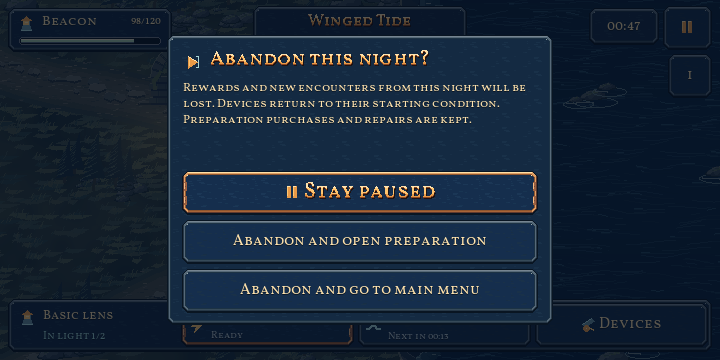 Beacon 98/120
Winged Tide
00:47
I
Abandon this night?
Rewards and new encounters from this night will be
lost. Devices return to their starting condition.
Preparation purchases and repairs are kept.
Stay paused
Abandon and open preparation
Abandon and go to main menu
Basic lens
In light 1/2
Ready
Next in 00:13
Devices